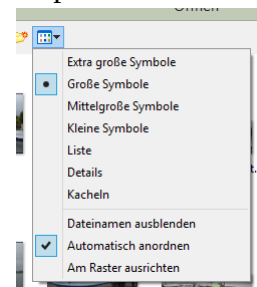 Öffnen
Extra große Symbole
Große Symbole
Mittelgroße Symbole
Kleine Symbole
Liste
Details
Kacheln
Dateinamen ausblenden
Automatisch anordnen
Am Raster ausrichten